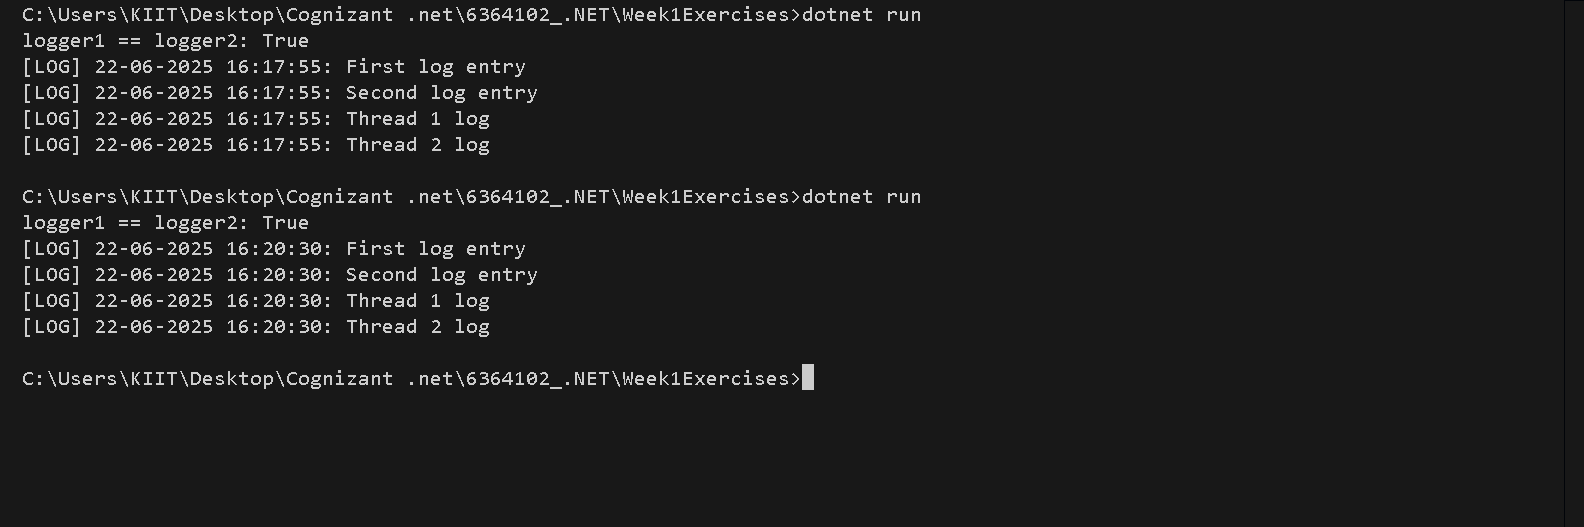 C:\Users\KIIT\Desktop\Cognizant .net\6364102_.NET\Week1Exercises>dotnet run
logger1 == logger2: True
[LOG] 22-06-2025 16:17:55: First log entry
[LOG] 22-06-2025 16:17:55: Second log entry
[LOG] 22-06-2025 16:17:55: Thread 1 log
[LOG] 22-06-2025 16:17:55: Thread 2 log
C:\Users\KIIT\Desktop\Cognizant .net\6364102_.NET\Week1Exercises>dotnet run
logger1 == logger2: True
[LOG] 22-06-2025 16:20:30: First log entry
[LOG] 22-06-2025 16:20:30: Second log entry
[LOG] 22-06-2025 16:20:30: Thread 1 log
[LOG] 22-06-2025 16:20:30: Thread 2 log
C:\Users\KIIT\Desktop\Cognizant .net\6364102_.NET\Week1Exercises>